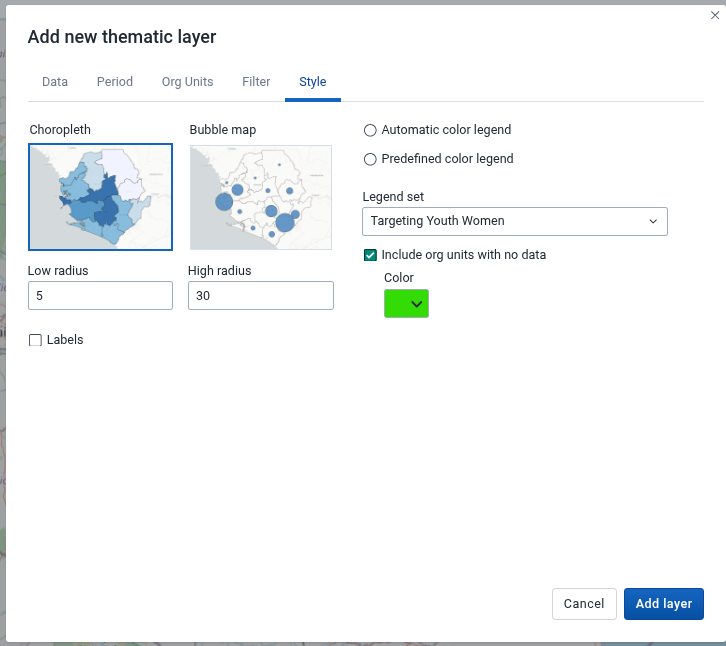 Add new thematic layer
Data Period Org Units Filter Style
Choropleth
Bubble map
Low radius
High radius
5
30
Labels
Automatic color legend
Predefined color legend
Legend set
Targeting Youth Women
Include org units with no data
Color
Cancel
Add layer